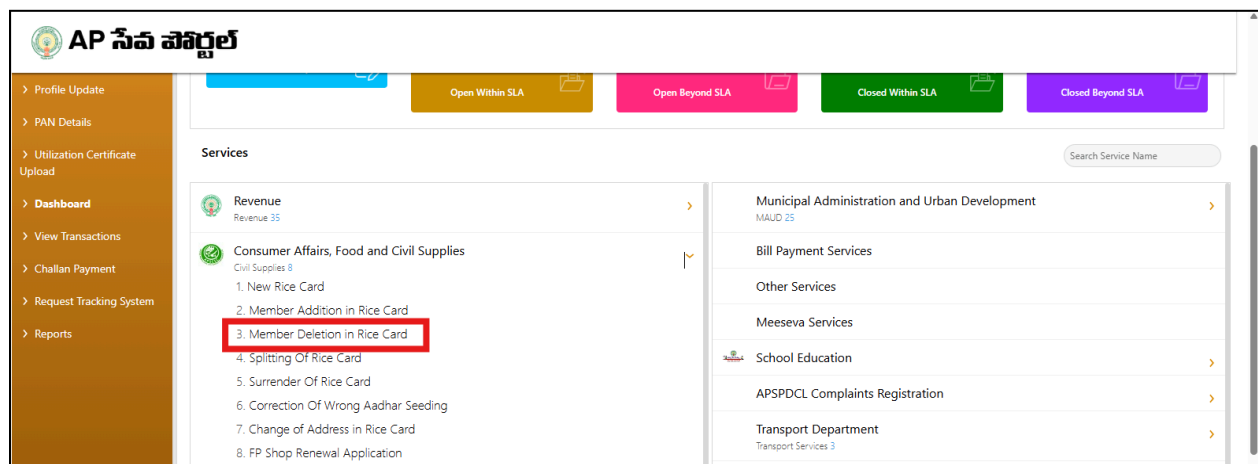 AP సేవ పోర్టల్
> Profile Update
> PAN Details
> Utilization Certificate
Upload
> Dashboard
> View Transactions
> Challan Payment
> Request Tracking System
> Reports
Open Within SLA
Open Beyond SLA
Closed Within SLA
Closed Beyond SLA
Services
Search Service Name
Revenue
Revenue 35
Consumer Affairs, Food and Civil Supplies
Civil Supplies 8
1. New Rice Card
2. Member Addition in Rice Card
3. Member Deletion in Rice Card
4. Splitting Of Rice Card
5. Surrender Of Rice Card
6. Correction Of Wrong Aadhar Seeding
7. Change of Address in Rice Card
8. FP Shop Renewal Application
Municipal Administration and Urban Development
MAUD 25
Bill Payment Services
Other Services
Meeseva Services
School Education
APSPDCL Complaints Registration
Transport Department
Transport Services 3